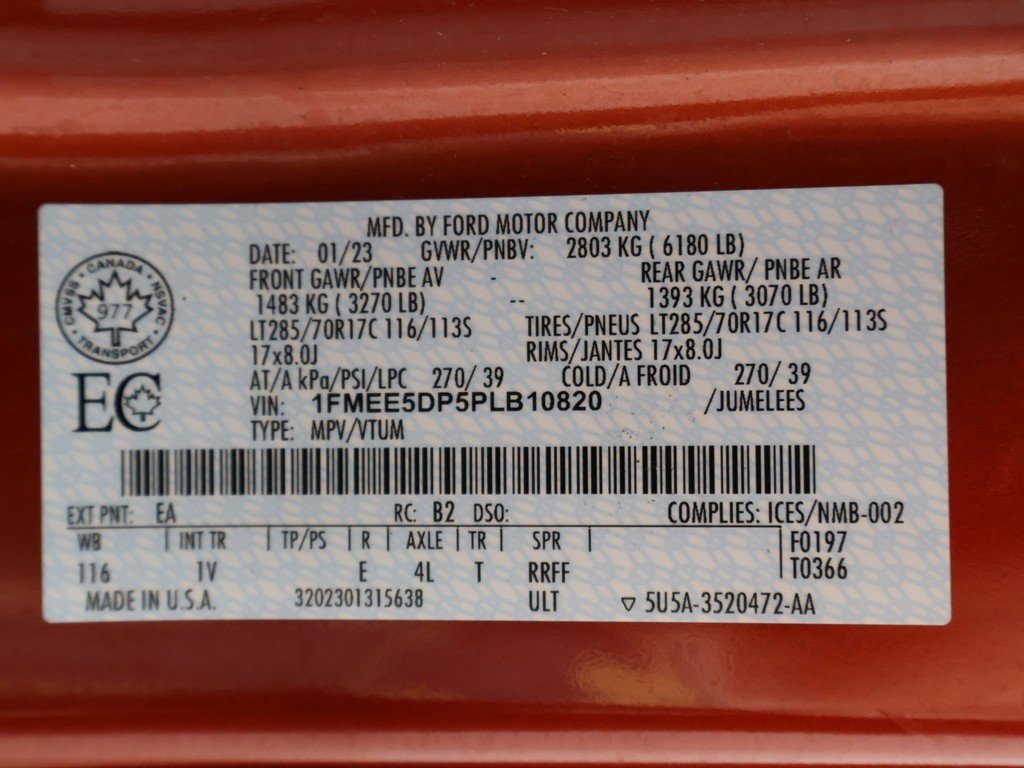 MFD. BY FORD MOTOR COMPANY
DATE: 01/23 GVWR/PNBV: 2803 KG ( 6180 LB)
FRONT GAWR/PNBE AV - REAR GAWR/ PNBE AR
1483 KG ( 3270 LB) -- 1393 KG ( 3070 LB)
LT285/70R17C 116/113S TIRES/PNEUS LT285/70R17C 116/113S
17x8.0J RIMS/JANTES 17x8.0J
AT/A kPa/PSI/LPC 270/ 39 COLD/A FROID 270/ 39
VIN: 1FMEE5DP5PLB10820 /JUMELEES
TYPE: MPV/VTUM
CANADA
CMVSS · NSVAC
977
TRANSPORT
EC
EXT PNT: EA RC: B2 DSO: COMPLIES: ICES/NMB-002
WB | INT TR | TP/PS | R | AXLE | TR | SPR | F0197
116 1V E 4L T RRFF T0366
MADE IN U.S.A. 3202301315638 ULT ▽ 5U5A-3520472-AA